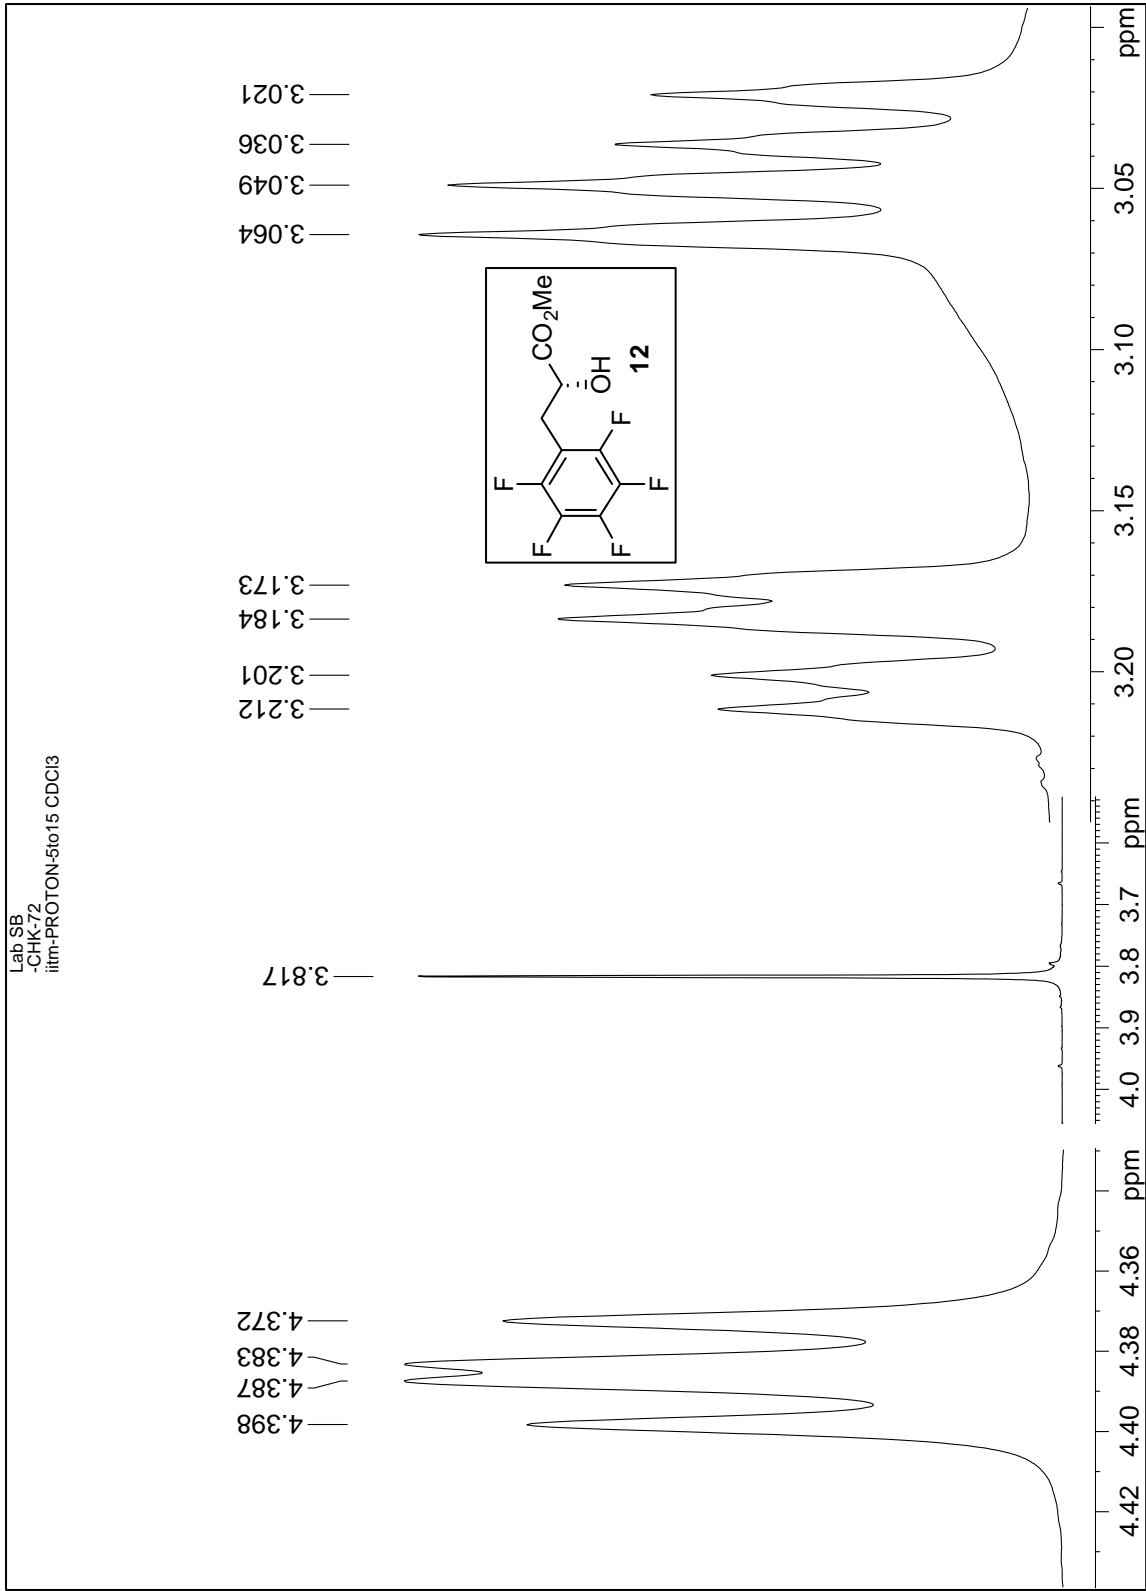 Lab SB
-CHK-72
iitm-PROTON-5to15 CDCl3
4.398
4.387
4.383
4.372
3.817
3.212
3.201
3.184
3.173
3.064
3.049
3.036
3.021
F
F
F
F
F
CO2Me
OH
12
4.42
4.40
4.38
4.36
ppm
4.0
3.9
3.8
3.7
ppm
3.20
3.15
3.10
3.05
ppm